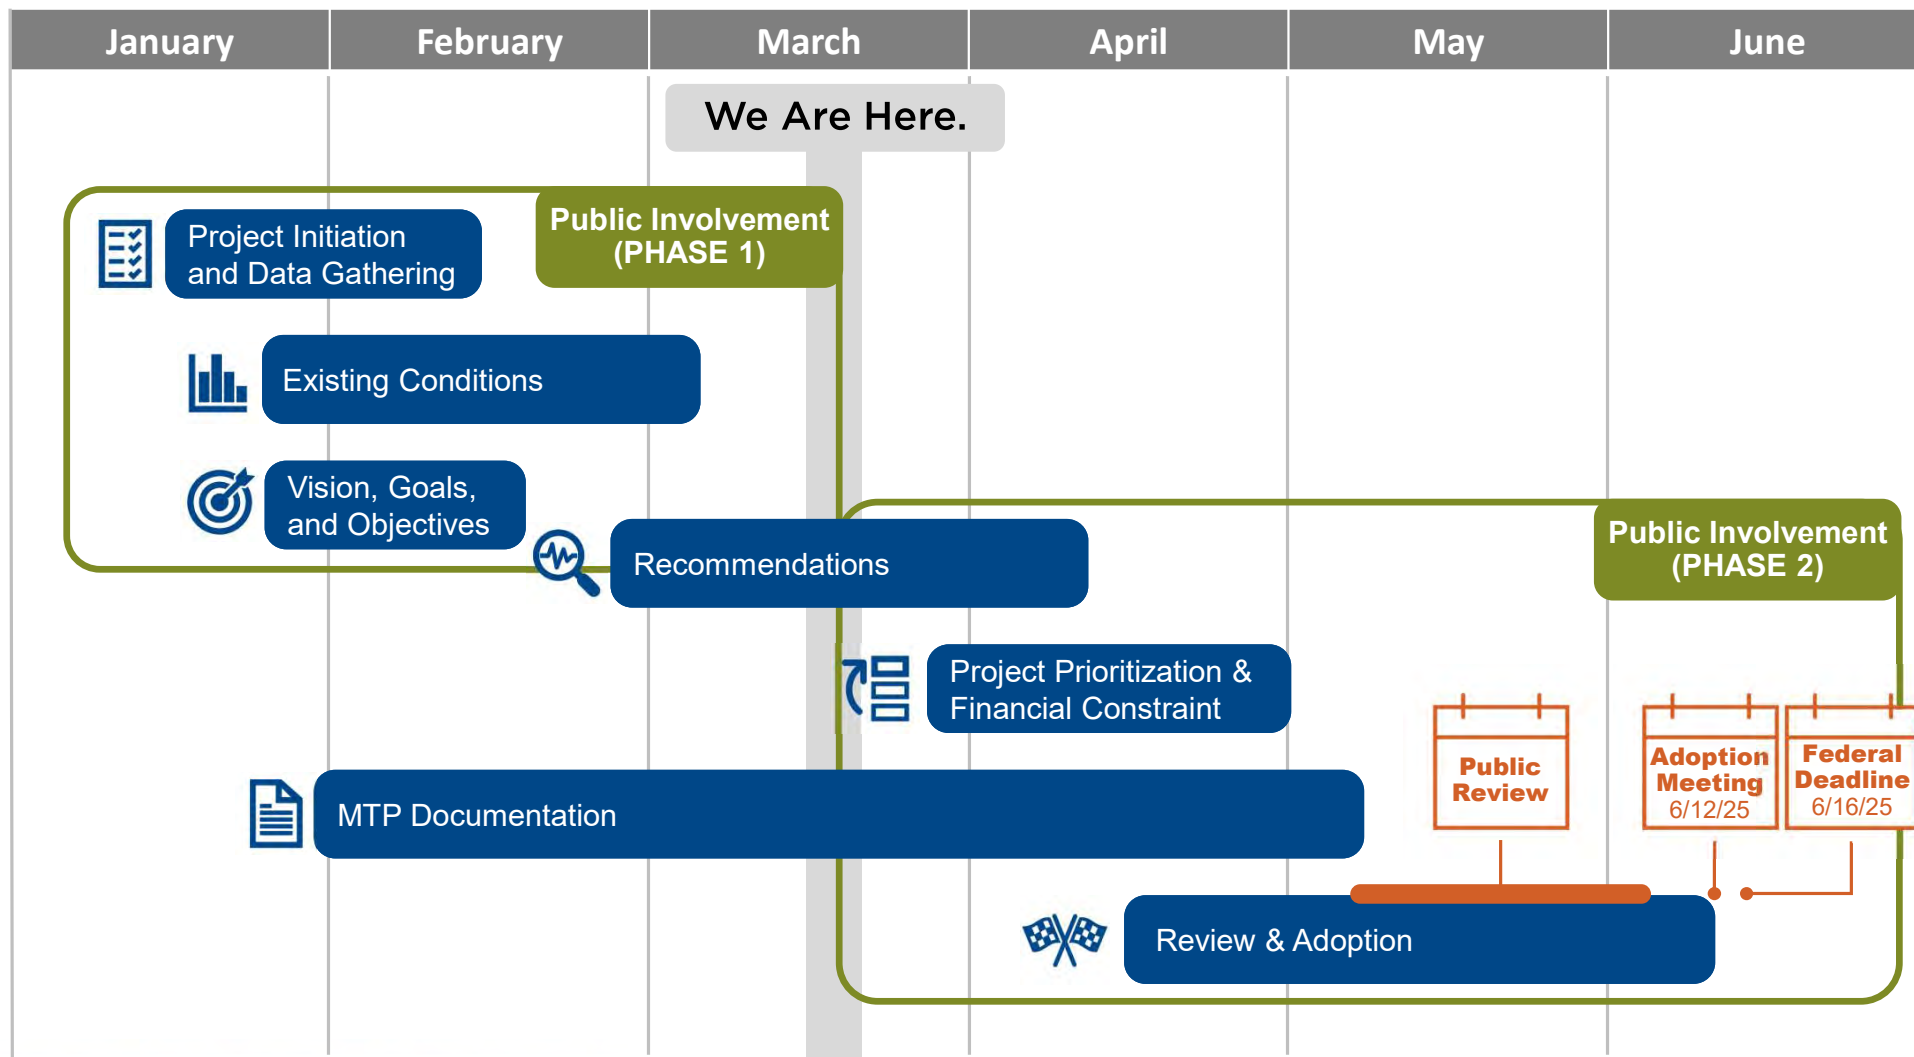 January
February
March
April
May
June
We Are Here.
Public Involvement
(PHASE 1)
Project Initiation
and Data Gathering
Existing Conditions
Vision, Goals,
and Objectives
Recommendations
Public Involvement
(PHASE 2)
Project Prioritization &
Financial Constraint
Public
Review
Adoption
Meeting
6/12/25
Federal
Deadline
6/16/25
MTP Documentation
Review & Adoption